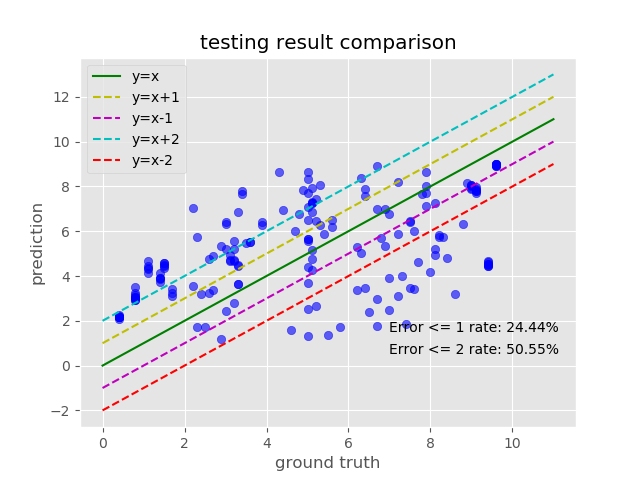 testing result comparison
y=x
y=x+1
y=x-1
y=x+2
y=x-2
12
10
8
6
4
2
0
−2
prediction
Error <= 1 rate: 24.44%
Error <= 2 rate: 50.55%
0
2
4
6
8
10
ground truth